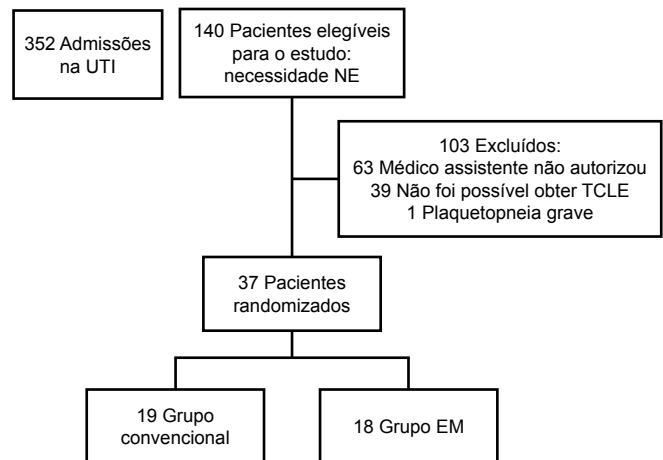 352 Admissões
na UTI
140 Pacientes elegíveis
para o estudo:
necessidade NE
103 Excluídos:
63 Médico assistente não autorizou
39 Não foi possível obter TCLE
1 Plaquetopneia grave
37 Pacientes
randomizados
19 Grupo
convencional
18 Grupo EM